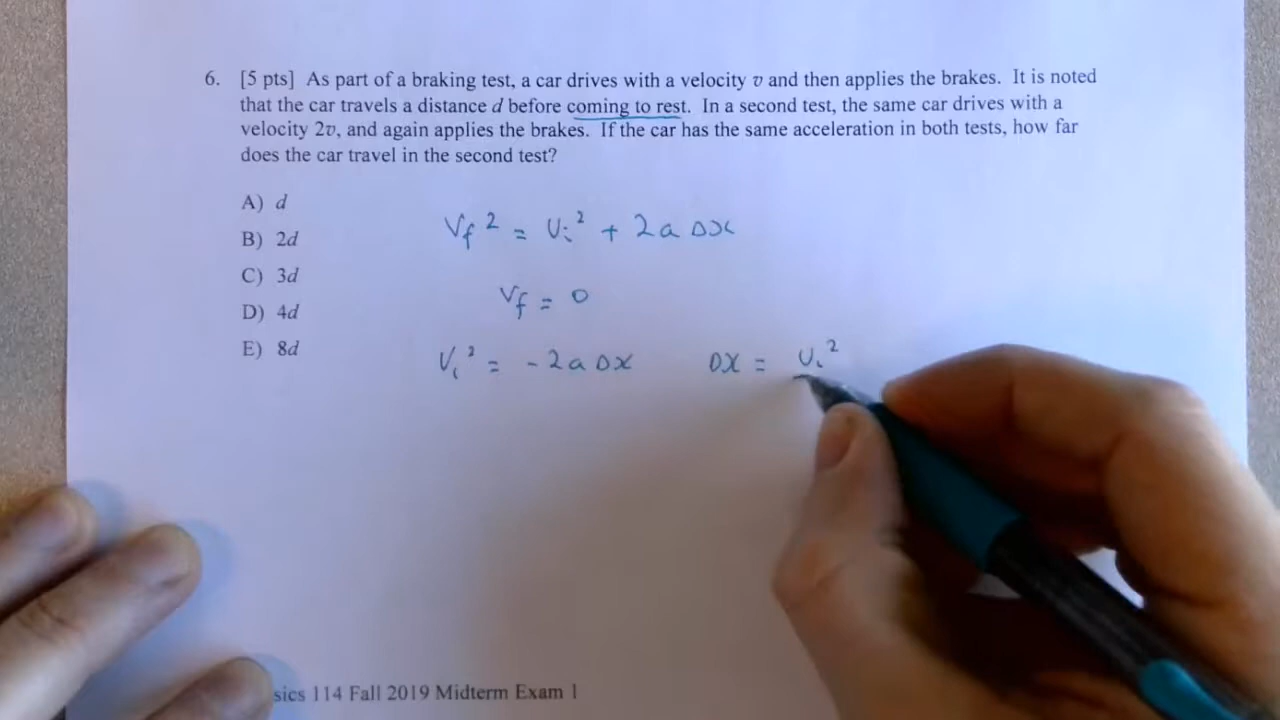 6. [5 pts] As part of a braking test, a car drives with a velocity v and then applies the brakes. It is noted
that the car travels a distance d before coming to rest. In a second test, the same car drives with a
velocity 2v, and again applies the brakes. If the car has the same acceleration in both tests, how far
does the car travel in the second test?
A) d
B) 2d
C) 3d
D) 4d
E) 8d
Vf² = Vi² + 2aΔx
Vf = 0
Vi² = -2aΔx
Δx = Vi²
sics 114 Fall 2019 Midterm Exam 1